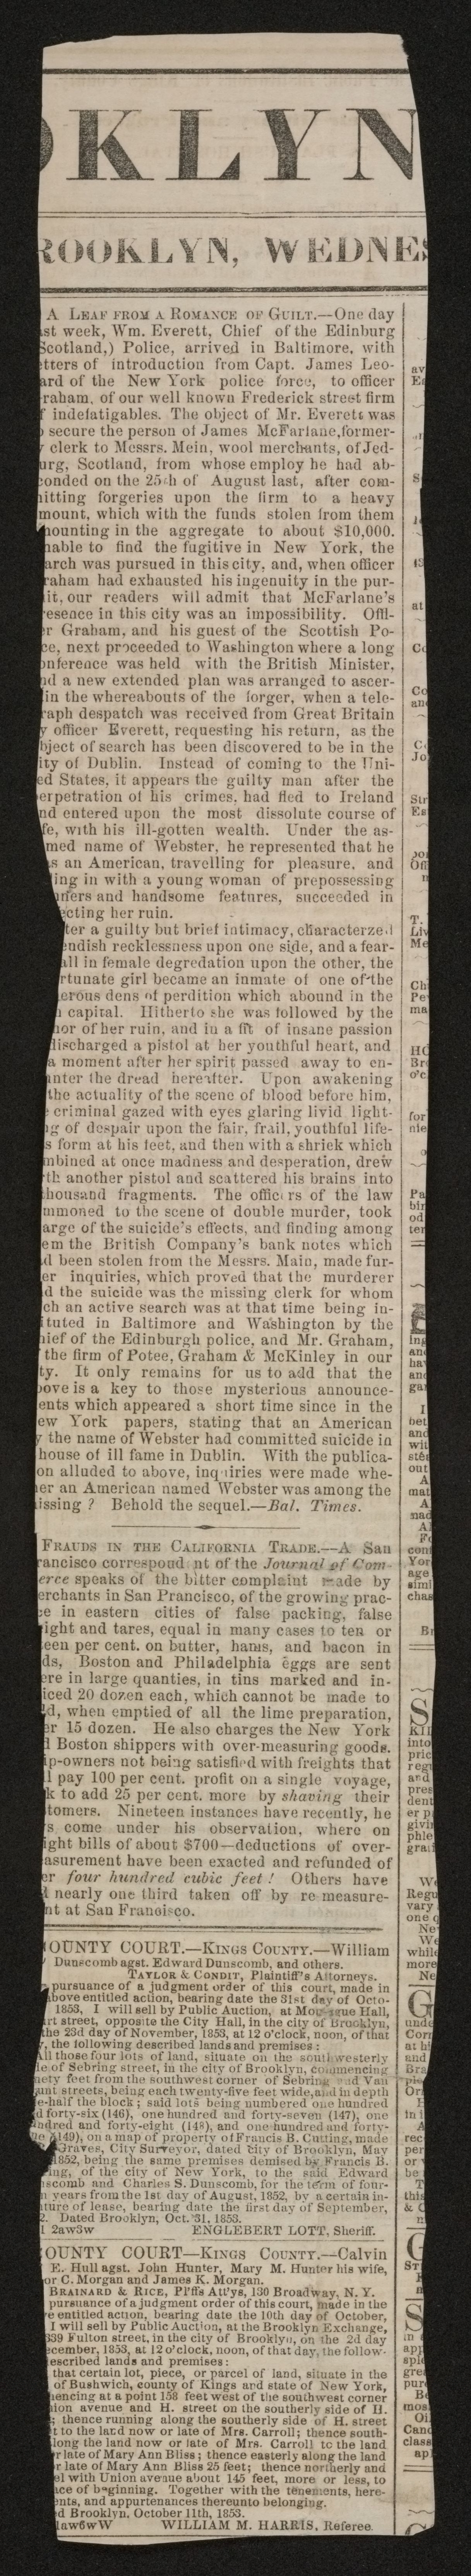 OKLYN
ROOKLYN, WEDNES
A LEAF FROM A ROMANCE OF GUILT.—One day
st week, Wm. Everett, Chief of the Edinburg
Scotland,) Police, arrived in Baltimore, with
tters of introduction from Capt. James Leo-
ard of the New York police force, to officer
raham, of our well known Frederick street firm
f indefatigables. The object of Mr. Everett was
secure the person of James McFarlane,former-
y clerk to Messrs. Mein, wool merchants, of Jed-
urg, Scotland, from whose employ he had ab-
conded on the 25th of August last, after com-
itting forgeries upon the firm to a heavy
mount, which with the funds stolen from them
mounting in the aggregate to about $10,000.
nable to find the fugitive in New York, the
arch was pursued in this city, and, when officer
raham had exhausted his ingenuity in the pur-
it, our readers will admit that McFarlane's
esence in this city was an impossibility. Offi-
er Graham, and his guest of the Scottish Po-
ce, next proceeded to Washington where a long
onference was held with the British Minister,
nd a new extended plan was arranged to ascer-
in the whereabouts of the forger, when a tele-
raph despatch was received from Great Britain
y officer Everett, requesting his return, as the
bject of search has been discovered to be in the
ity of Dublin. Instead of coming to the Uni-
ed States, it appears the guilty man after the
erpetration of his crimes, had fled to Ireland
nd entered upon the most dissolute course of
fe, with his ill-gotten wealth. Under the as-
med name of Webster, he represented that he
s an American, travelling for pleasure, and
ling in with a young woman of prepossessing
nners and handsome features, succeeded in
ecting her ruin.
ter a guilty but brief intimacy, characterized
endish recklessness upon one side, and a fear-
all in female degredation upon the other, the
rtunate girl became an inmate of one of the
erous dens of perdition which abound in the
h capital. Hitherto she was followed by the
hor of her ruin, and in a fit of insane passion
discharged a pistol at her youthful heart, and
a moment after her spirit passed away to en-
unter the dread hereafter. Upon awakening
the actuality of the scene of blood before him,
criminal gazed with eyes glaring livid light-
g of despair upon the fair, frail, youthful life-
s form at his feet, and then with a shriek which
mbined at once madness and desperation, drew
rth another pistol and scattered his brains into
thousand fragments. The officers of the law
mmoned to the scene of double murder, took
arge of the suicide's effects, and finding among
em the British Company's bank notes which
d been stolen from the Messrs. Main, made fur-
er inquiries, which proved that the murderer
d the suicide was the missing clerk for whom
ch an active search was at that time being in-
ituted in Baltimore and Washington by the
hief of the Edinburgh police, and Mr. Graham,
the firm of Potee, Graham & McKinley in our
ty. It only remains for us to add that the
ove is a key to those mysterious announce-
ents which appeared a short time since in the
ew York papers, stating that an American
y the name of Webster had committed suicide in
house of ill fame in Dublin. With the publica-
on alluded to above, inquiries were made whe-
er an American named Webster was among the
issing ? Behold the sequel.—Bal. Times.
FRAUDS IN THE CALIFORNIA TRADE.—A San
rancisco correspond nt of the Journal of Com-
erce speaks of the bitter complaint made by
erchants in San Francisco, of the growing prac-
ce in eastern cities of false packing, false
ight and tares, equal in many cases to ten or
een per cent. on butter, hams, and bacon in
ds. Boston and Philadelphia eggs are sent
ere in large quanties, in tins marked and in-
iced 20 dozen each, which cannot be made to
d, when emptied of all the lime preparation,
er 15 dozen. He also charges the New York
d Boston shippers with over-measuring goods.
ip-owners not being satisfied with freights that
l pay 100 per cent. profit on a single voyage,
k to add 25 per cent. more by shaving their
tomers. Nineteen instances have recently, he
s come under his observation, where on
ight bills of about $700—deductions of over-
asurement have been exacted and refunded of
er four hundred cubic feet ! Others have
d nearly one third taken off by re measure-
nt at San Francisco.
OUNTY COURT.—KINGS COUNTY.—William
Dunscomb agst. Edward Dunscomb, and others.
TAYLOR & CONDIT, Plaintiff's Attorneys.
pursuance of a judgment order of this court, made in
above entitled action, bearing date the 31st day of Octo-
1853, I will sell by Public Auction, at Montague Hall,
rt street, opposite the City Hall, in the city of Brooklyn,
the 23d day of November, 1853, at 12 o'clock, noon, of that
, the following described lands and premises :
All those four lots of land, situate on the southwesterly
e of Sebring street, in the city of Brooklyn, commencing
nety feet from the southwest corner of Sebring and Van
unt streets, being each twenty-five feet wide, and in depth
e-half the block ; said lots being numbered one hundred
d forty-six (146), one hundred and forty-seven (147), one
ndred and forty-eight (148), and one hundred and forty-
ne (149), on a map of property of Francis B. Cutting, made
Graves, City Surveyor, dated city of Brooklyn, May
1852, being the same premises demised by Francis B.
ing, of the city of New York, to the said Edward
nscomb and Charles S. Dunscomb, for the term of four-
n years from the 1st day of August, 1852, by a certain in-
ture of lease, bearing date the first day of September,
2. Dated Brooklyn, Oct. 31, 1853.
1 2aw3w ENGLEBERT LOTT, Sheriff.
OUNTY COURT—KINGS COUNTY.—Calvin
E. Hull agst. John Hunter, Mary M. Hunter his wife,
r C. Morgan and James K. Morgan.
BRAINARD & RICE, Pl'ffs Att'ys, 130 Broadway, N. Y.
pursuance of a judgment order of this court, made in the
e entitled action, bearing date the 10th day of October,
I will sell by Public Auction, at the Brooklyn Exchange,
339 Fulton street, in the city of Brooklyn, on the 2d day
ecember, 1853, at 12 o'clock, noon, of that day, the follow-
escribed lands and premises :
that certain lot, piece, or parcel of land, situate in the
of Bushwich, county of Kings and state of New York,
encing at a point 158 feet west of the southwest corner
ion avenue and H. street on the southerly side of H.
; thence running along the southerly side of H. street
t to the land now or late of Mrs. Carroll; thence south-
long the land now or late of Mrs. Carroll to the land
r late of Mary Ann Bliss ; thence easterly along the land
r late of Mary Ann Bliss 25 feet; thence northerly and
el with Union avenue about 145 feet, more or less, to
ace of beginning. Together with the tenements, here-
ents, and appurtenances thereunto belonging.
d Brooklyn, October 11th, 1853.
law6wW WILLIAM M. HARRIS, Referee.